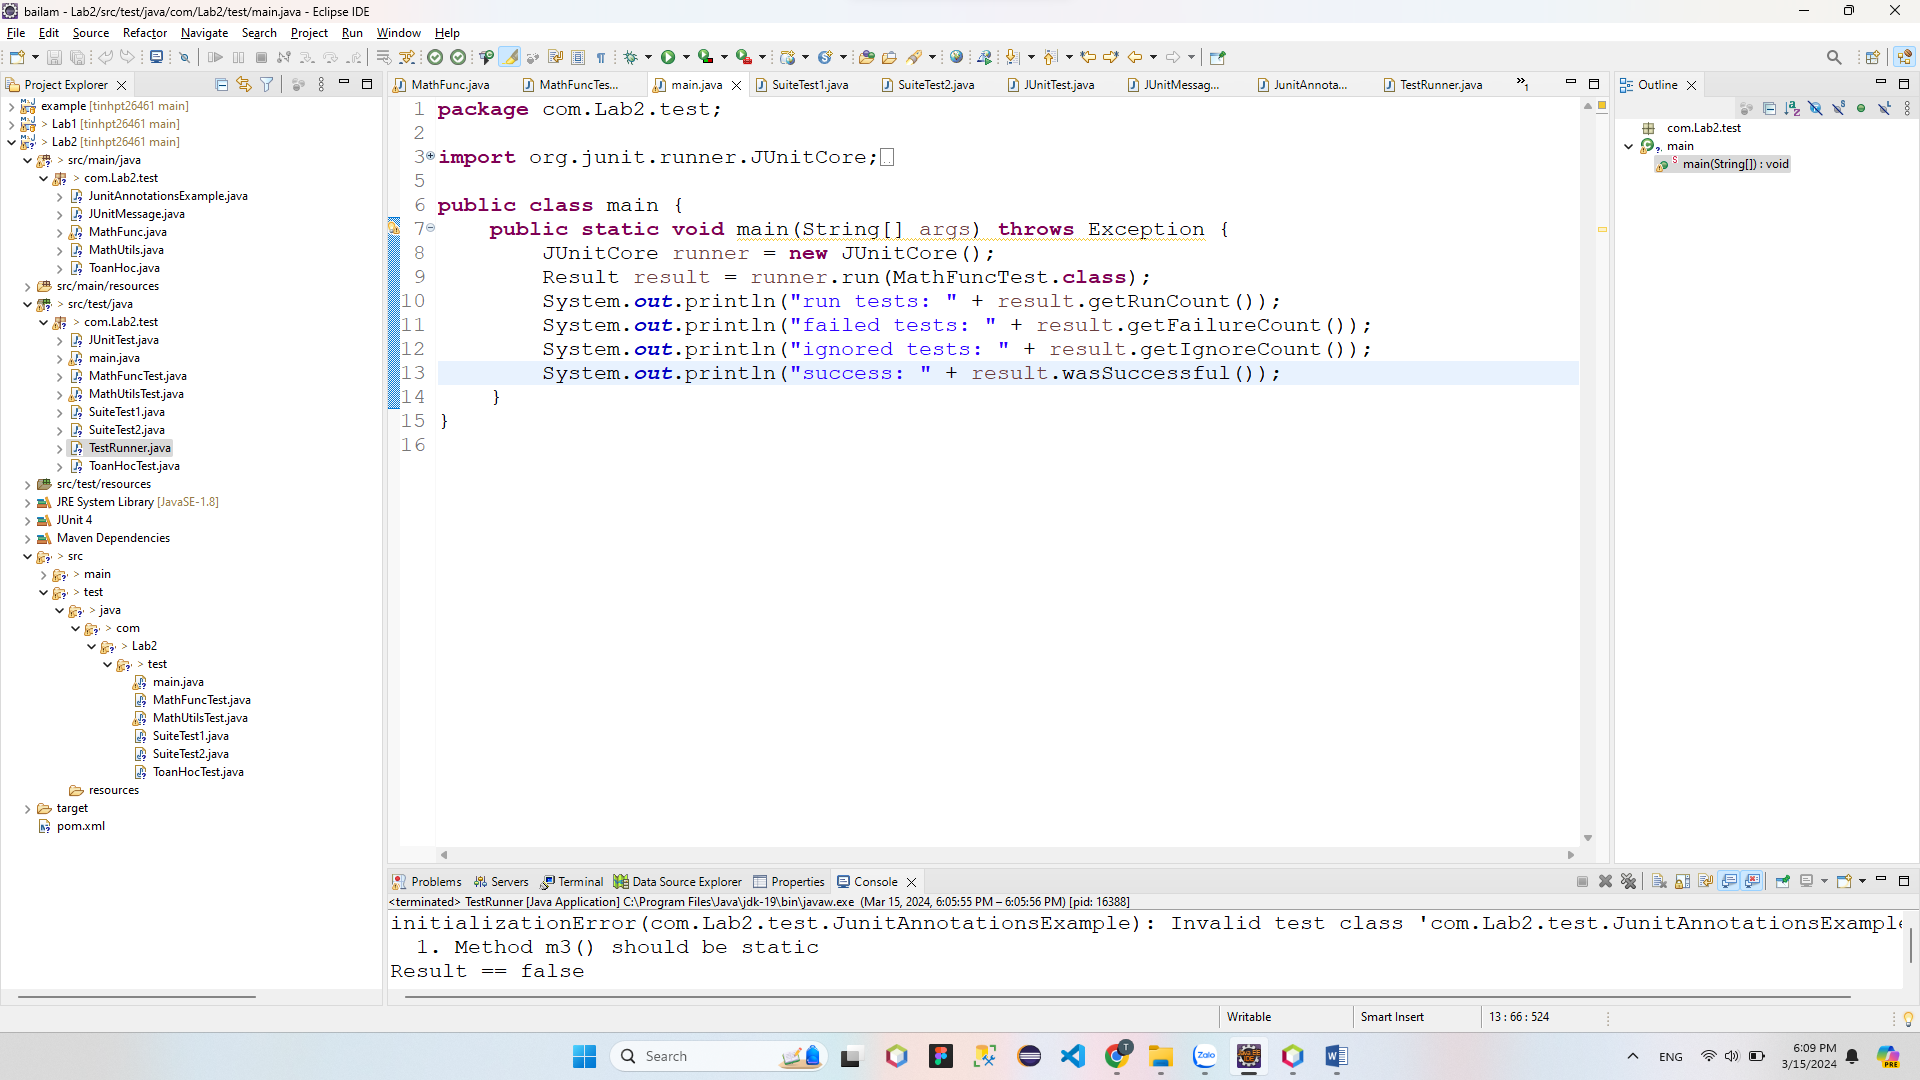 bailam - Lab2/src/test/java/com/Lab2/test/main.java - Eclipse IDE
File Edit Source Refactor Navigate Search Project Run Window Help
Project Explorer
example [tinhpt26461 main]
> Lab1 [tinhpt26461 main]
> Lab2 [tinhpt26461 main]
> src/main/java
> com.Lab2.test
JunitAnnotationsExample.java
JUnitMessage.java
MathFunc.java
MathUtils.java
ToanHoc.java
src/main/resources
> src/test/java
> com.Lab2.test
JUnitTest.java
main.java
MathFuncTest.java
MathUtilsTest.java
SuiteTest1.java
SuiteTest2.java
TestRunner.java
ToanHocTest.java
src/test/resources
JRE System Library [JavaSE-1.8]
JUnit 4
Maven Dependencies
> src
> main
> test
> java
> com
> Lab2
> test
main.java
MathFuncTest.java
MathUtilsTest.java
SuiteTest1.java
SuiteTest2.java
ToanHocTest.java
resources
target
pom.xml
MathFunc.java MathFuncTes... main.java SuiteTest1.java SuiteTest2.java JUnitTest.java JUnitMessag... JunitAnnota... TestRunner.java »1
1 package com.Lab2.test;
2
3 import org.junit.runner.JUnitCore;
5
6 public class main {
7 public static void main(String[] args) throws Exception {
8 JUnitCore runner = new JUnitCore();
9 Result result = runner.run(MathFuncTest.class);
10 System.out.println("run tests: " + result.getRunCount());
11 System.out.println("failed tests: " + result.getFailureCount());
12 System.out.println("ignored tests: " + result.getIgnoreCount());
13 System.out.println("success: " + result.wasSuccessful());
14 }
15 }
16
Outline
com.Lab2.test
main
main(String[]) : void
Problems Servers Terminal Data Source Explorer Properties Console
<terminated> TestRunner [Java Application] C:\Program Files\Java\jdk-19\bin\javaw.exe (Mar 15, 2024, 6:05:55 PM – 6:05:56 PM) [pid: 16388]
initializationError(com.Lab2.test.JunitAnnotationsExample): Invalid test class 'com.Lab2.test.JunitAnnotationsExample
1. Method m3() should be static
Result == false
Writable Smart Insert 13 : 66 : 524
Search
T
Zalo
ENG
6:09 PM
3/15/2024
PRE